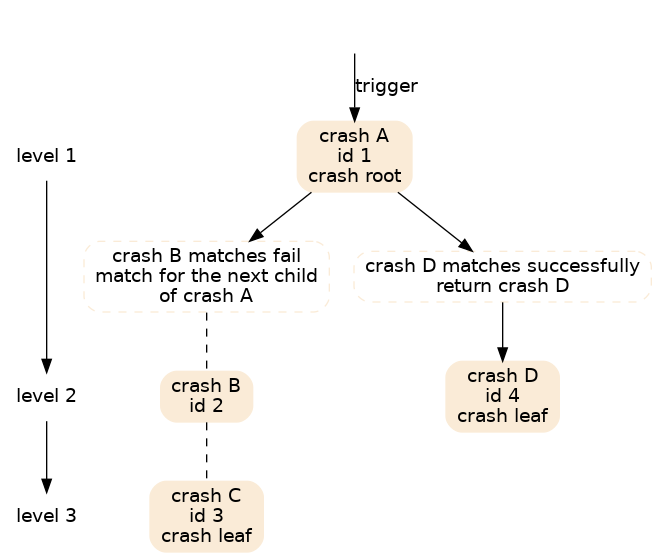 trigger
level 1
crash A
id 1
crash root
crash B matches fail
match for the next child
of crash A
crash D matches successfully
return crash D
level 2
crash B
id 2
crash D
id 4
crash leaf
level 3
crash C
id 3
crash leaf